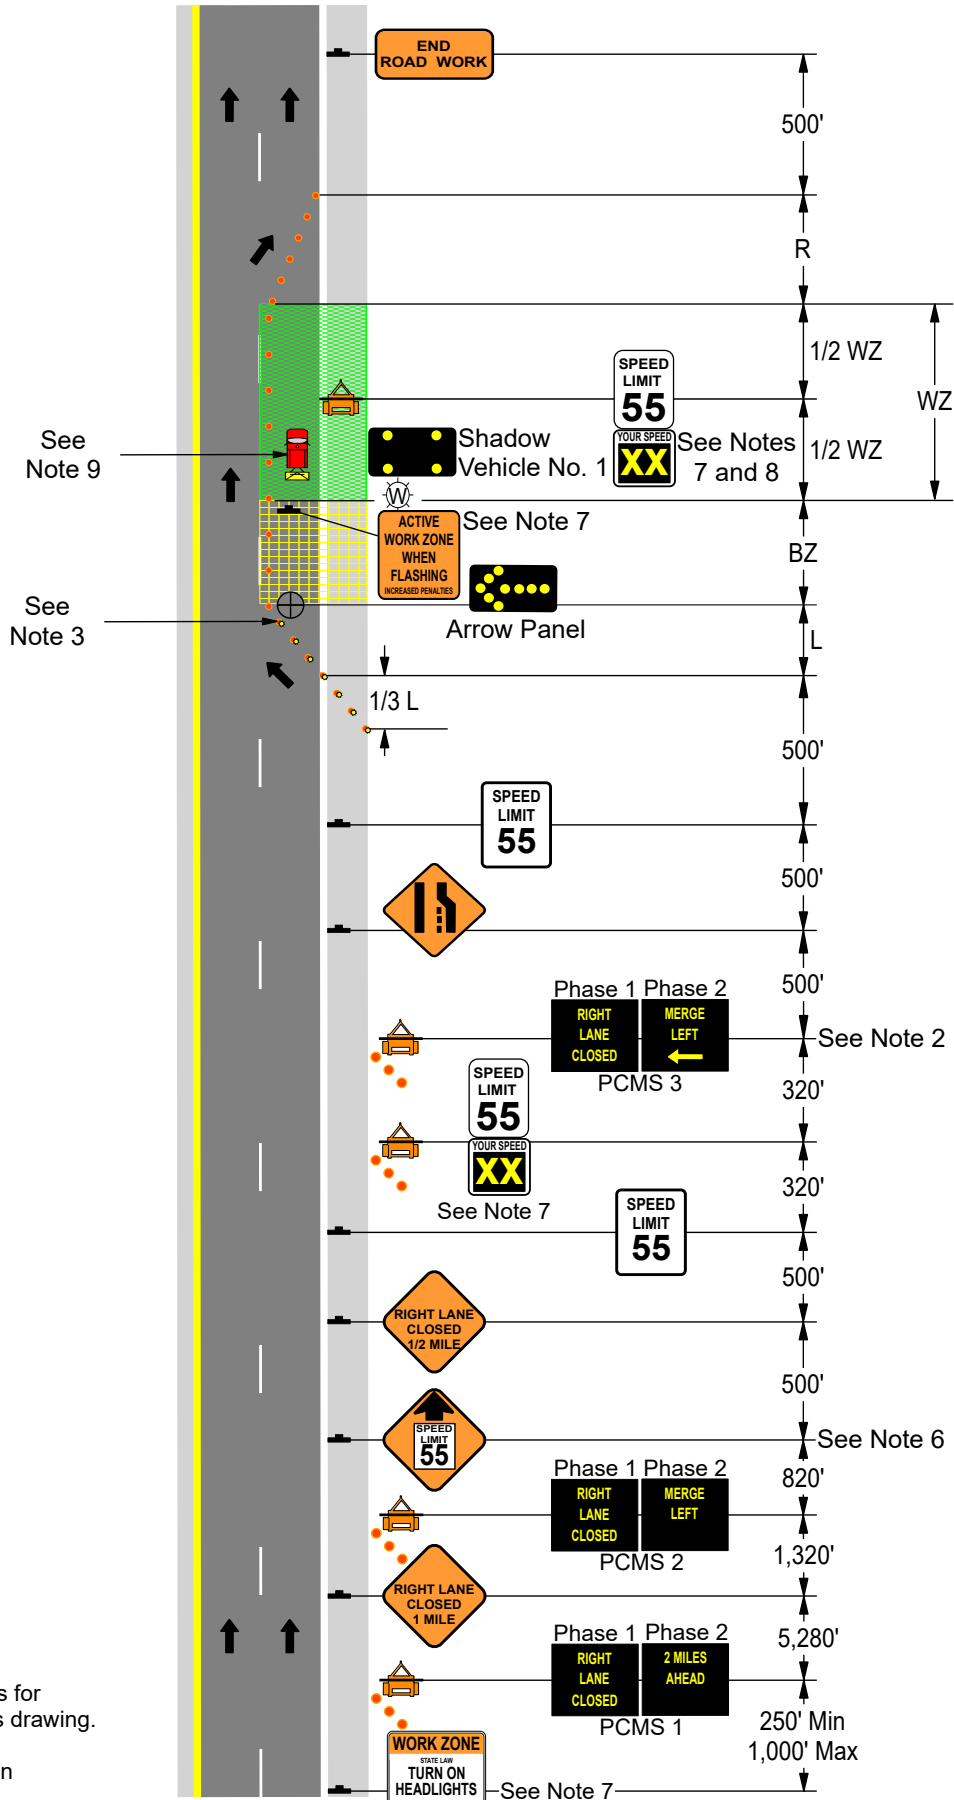 END
ROAD WORK
500'
R
1/2 WZ
SPEED
LIMIT
55
WZ
YOUR SPEED
XX
See Notes
7 and 8
1/2 WZ
See
Note 9
Shadow
Vehicle No. 1
W
ACTIVE
WORK ZONE
WHEN
FLASHING
INCREASED PENALTIES
See Note 7
BZ
See
Note 3
Arrow Panel
L
1/3 L
500'
SPEED
LIMIT
55
500'
500'
Phase 1 Phase 2
RIGHT
LANE
CLOSED
MERGE
LEFT
See Note 2
PCMS 3
320'
SPEED
LIMIT
55
YOUR SPEED
XX
See Note 7
320'
SPEED
LIMIT
55
500'
RIGHT LANE
CLOSED
1/2 MILE
500'
SPEED
LIMIT
55
See Note 6
820'
Phase 1 Phase 2
RIGHT
LANE
CLOSED
MERGE
LEFT
PCMS 2
1,320'
RIGHT LANE
CLOSED
1 MILE
5,280'
Phase 1 Phase 2
RIGHT
LANE
CLOSED
2 MILES
AHEAD
PCMS 1
s for
s drawing.
n
250' Min
1,000' Max
WORK ZONE
STATE LAW
TURN ON
HEADLIGHTS
See Note 7